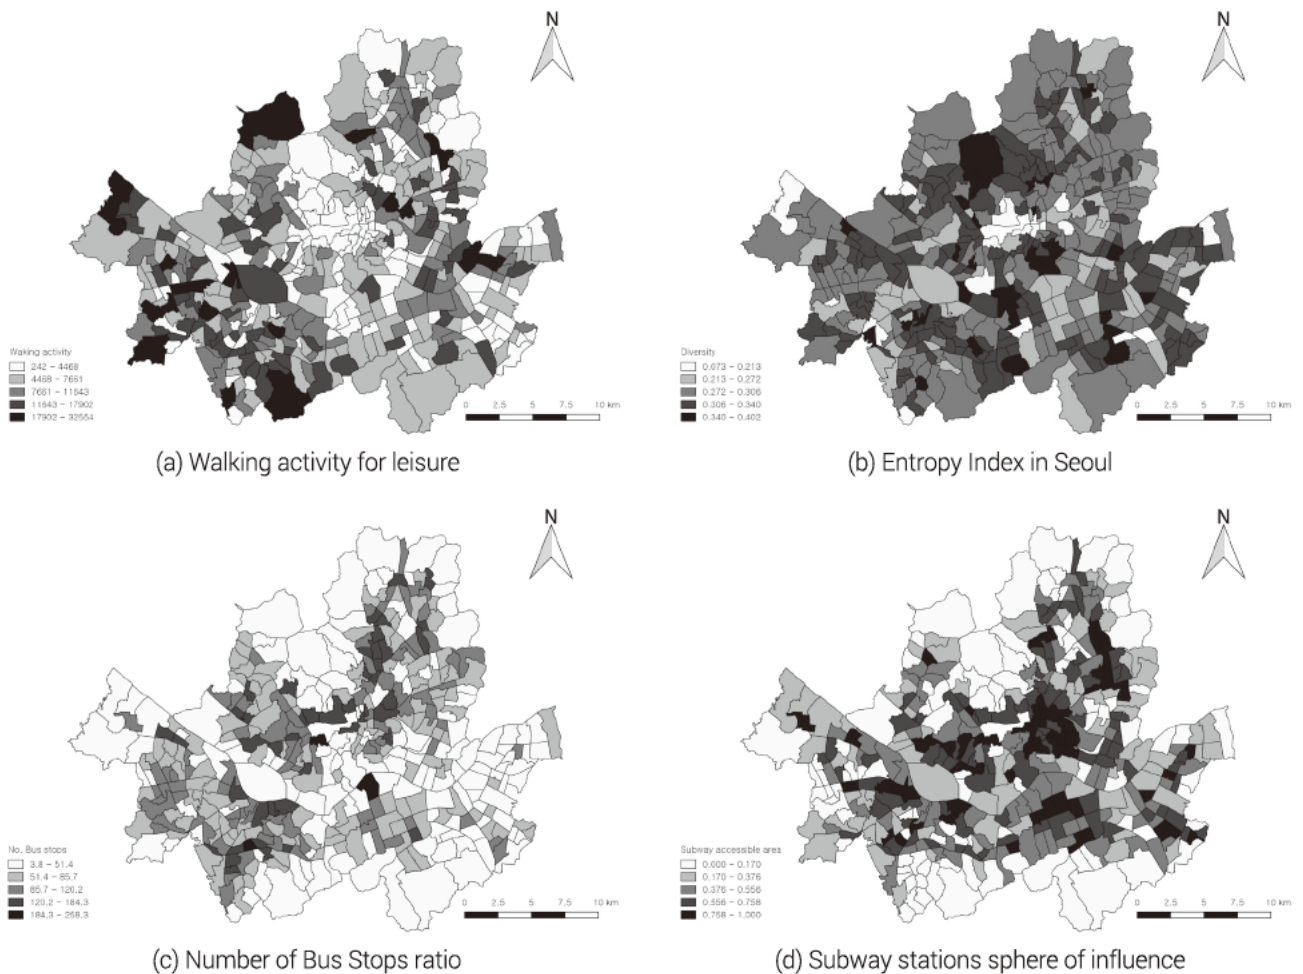 N
Waking activity
242 - 4468
4468 - 7661
7661 - 11643
11643 - 17902
17902 - 32554
0 2.5 5 7.5 10 km
(a) Walking activity for leisure
N
Diversity
0.073 - 0.213
0.213 - 0.272
0.272 - 0.306
0.306 - 0.340
0.340 - 0.402
0 2.5 5 7.5 10 km
(b) Entropy Index in Seoul
N
No. Bus stops
3.8 - 51.4
51.4 - 85.7
85.7 - 120.2
120.2 - 184.3
184.3 - 258.3
0 2.5 5 7.5 10 km
(c) Number of Bus Stops ratio
N
Subway accessible area
0.000 - 0.170
0.170 - 0.376
0.376 - 0.556
0.556 - 0.758
0.758 - 1.000
0 2.5 5 7.5 10 km
(d) Subway stations sphere of influence